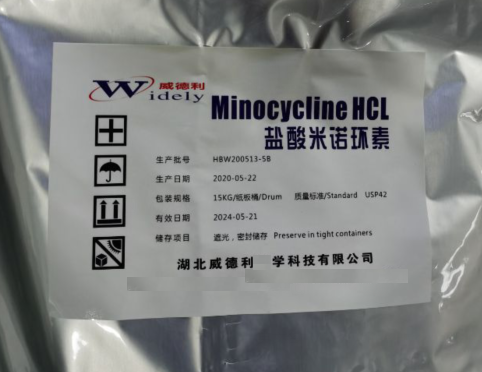 威德利
Widely
Minocycline HCL
盐酸米诺环素
生产批号 HBW200513-5B
生产日期 2020-05-22
包装规格 15KG/纸板桶/Drum 质量标准/Standard USP42
有效日期 2024-05-21
储存项目 遮光，密封储存 Preserve in tight containers
湖北威德利 学科技有限公司